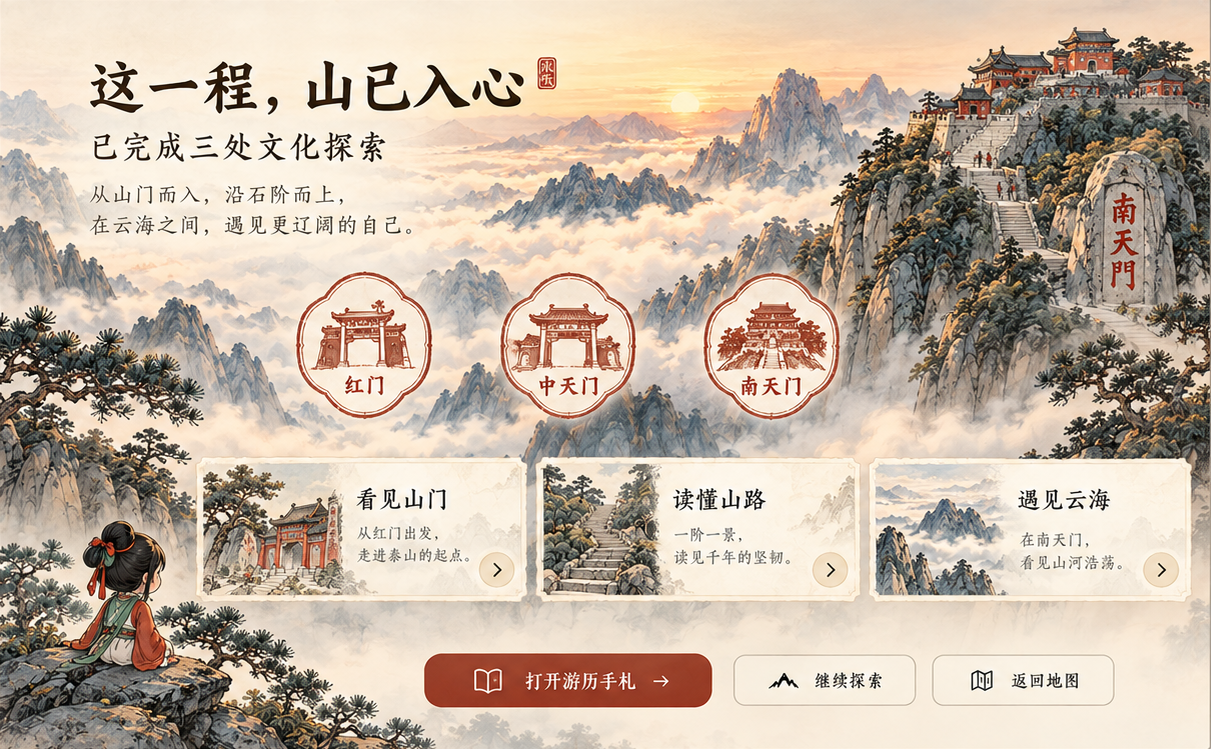 这一程，山已入心
已完成三处文化探索
从山门而入，沿石阶而上，
在云海之间，遇见更辽阔的自己。
南天門
红门
中天门
南天门
看见山门
从红门出发，
走进泰山的起点。
读懂山路
一阶一景，
读见千年的坚韧。
遇见云海
在南天门，
看见山河浩荡。
打开游历手札
继续探索
返回地图